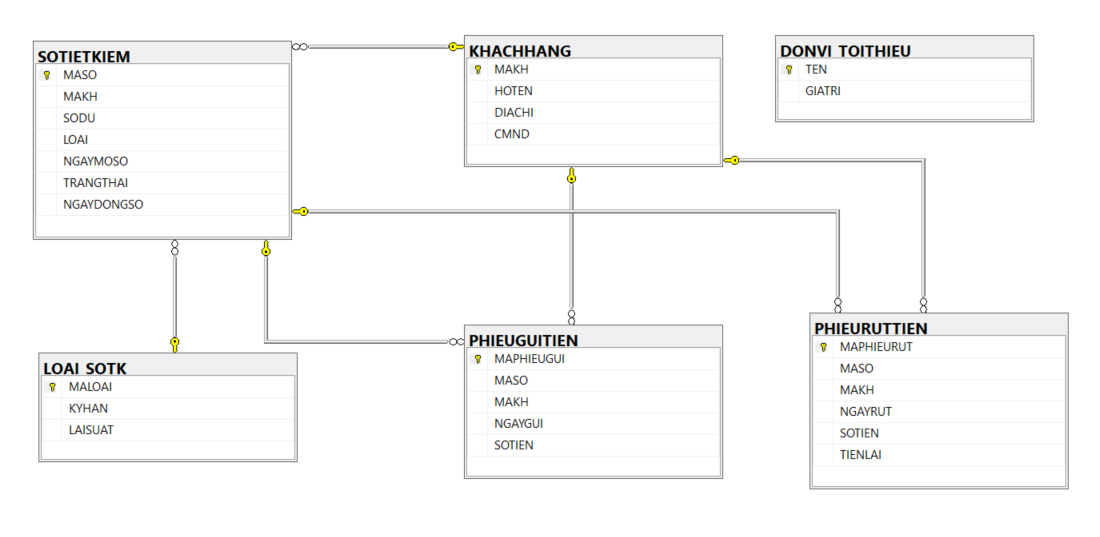 SOTIETKIEM
MASO
MAKH
SODU
LOAI
NGAYMOSO
TRANGTHAI
NGAYDONGSO
KHACHHANG
MAKH
HOTEN
DIACHI
CMND
DONVI_TOITHIEU
TEN
GIATRI
LOAI_SOTK
MALOAI
KYHAN
LAISUAT
PHIEUGUITIEN
MAPHIEUGUI
MASO
MAKH
NGAYGUI
SOTIEN
PHIEURUTTIEN
MAPHIEURUT
MASO
MAKH
NGAYRUT
SOTIEN
TIENLAI